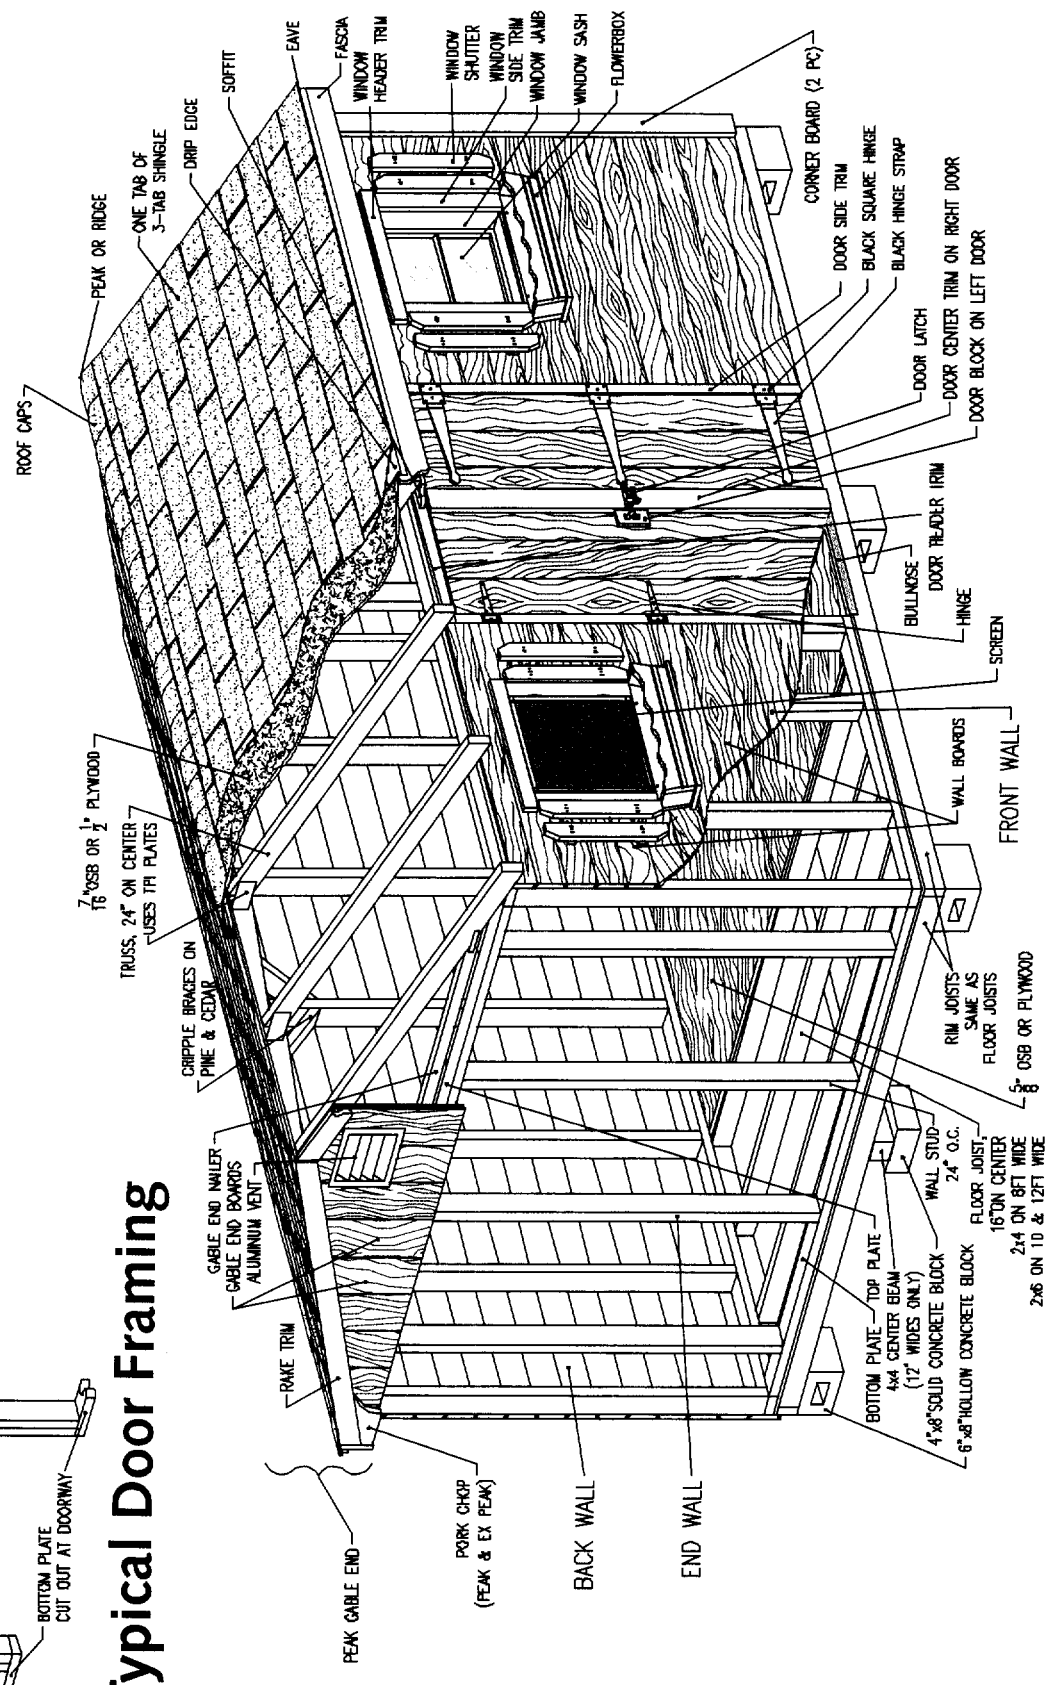 BOTTOM PLATE
CUT OUT AT DOORWAY
ypical Door Framing
ROOF CAPS
PEAK OR RIDGE
ONE TAB OF
3-TAB SHINGLE
DRIP EDGE
SOFFIT
EAVE
FASCIA
WINDOW
HEADER TRIM
WINDOW
SHUTTER
WINDOW
SIDE TRIM
WINDOW JAMB
WINDOW SASH
FLOWERBOX
CORNER BOARD (2 PC)
DOOR SIDE TRIM
BLACK SQUARE HINGE
BLACK HINGE STRAP
DOOR LATCH
DOOR CENTER TRIM ON RIGHT DOOR
DOOR BLOCK ON LEFT DOOR
DOOR HEADER TRIM
BULLNOSE
HINGE
SCREEN
WALL BOARDS
FRONT WALL
7/16"OSB OR 1/2" PLYWOOD
TRUSS, 24" ON CENTER
USES TPI PLATES
CRIPPLE BRACES ON
PINE & CEDAR
GABLE END NAILER
GABLE END BOARDS
ALUMINUM VENT
RAKE TRIM
PEAK GABLE END
PORK CHOP
(PEAK & EX PEAK)
BACK WALL
END WALL
RIM JOISTS
SAME AS
FLOOR JOISTS
5/8" OSB OR PLYWOOD
WALL STUD
24" O.C.
FLOOR JOIST,
16"ON CENTER
2x4 ON 8FT WIDE
2x6 ON 10 & 12FT WIDE
TOP PLATE
BOTTOM PLATE
4x4 CENTER BEAM
(12' WIDES ONLY)
4"x8"SOLID CONCRETE BLOCK
6"x8"HOLLOW CONCRETE BLOCK